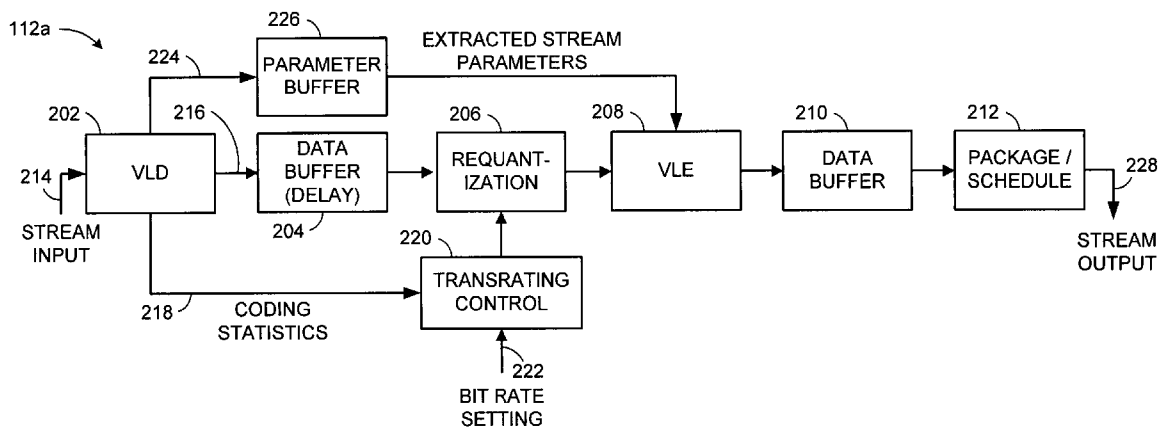 112a
226
EXTRACTED STREAM
PARAMETERS
224
PARAMETER
BUFFER
202
216
206
208
210
212
VLD
DATA
BUFFER
(DELAY)
REQUANT-
IZATION
VLE
DATA
BUFFER
PACKAGE /
SCHEDULE
214
228
STREAM
INPUT
204
220
STREAM
OUTPUT
TRANSRATING
CONTROL
218
CODING
STATISTICS
222
BIT RATE
SETTING